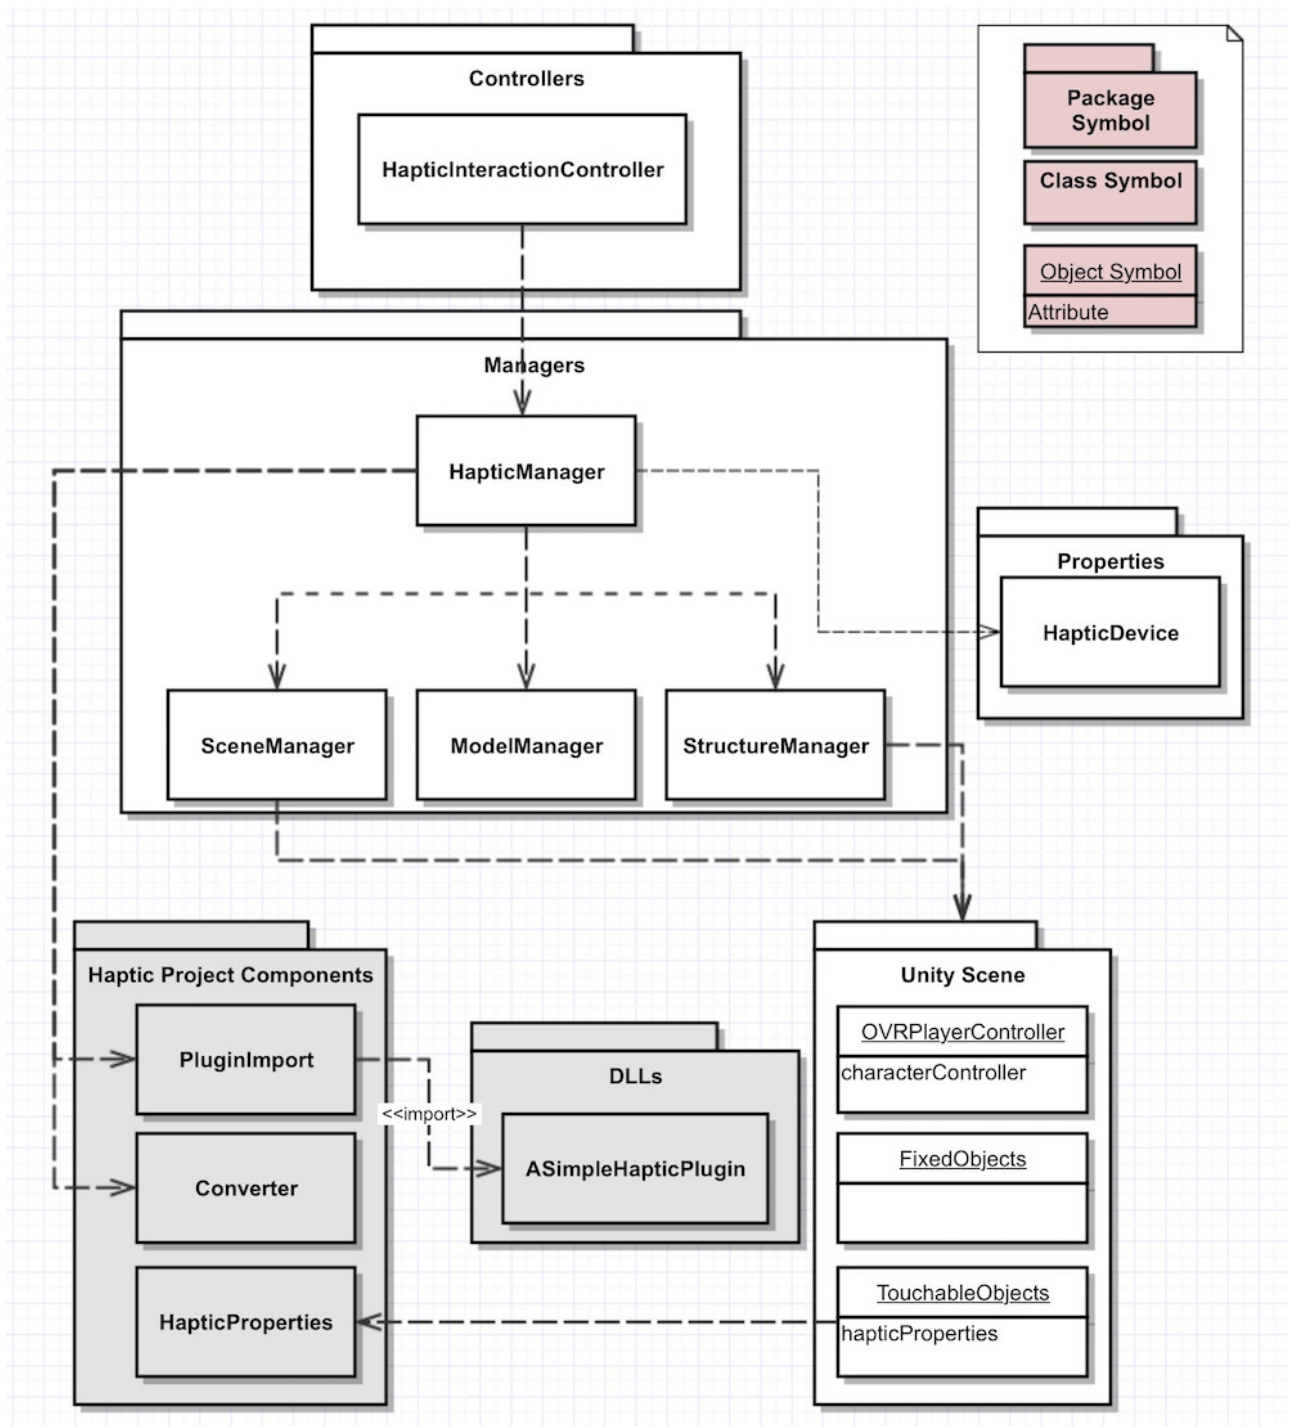 Controllers
HapticInteractionController
Package
Symbol
Class Symbol
Object Symbol
Attribute
Managers
HapticManager
Properties
HapticDevice
SceneManager
ModelManager
StructureManager
Haptic Project Components
PluginImport
Converter
HapticProperties
<<import>>
DLLs
ASimpleHapticPlugin
Unity Scene
OVRPlayerController
characterController
FixedObjects
TouchableObjects
hapticProperties